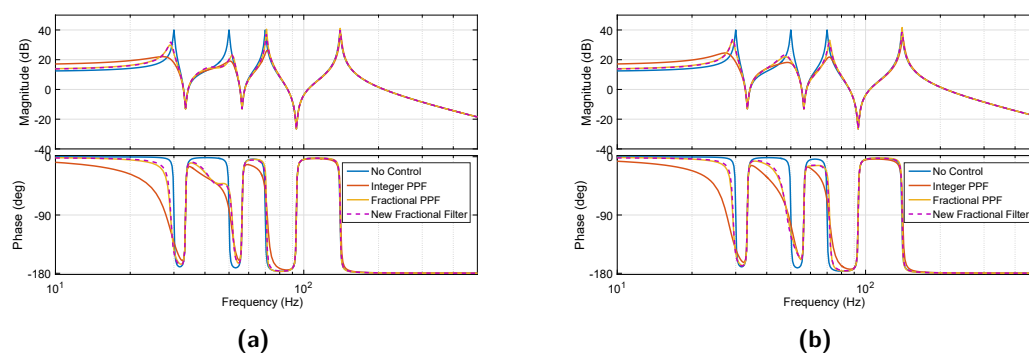 40
20
0
-20
-40
Magnitude (dB)
0
-90
-180
Phase (deg)
No Control
Integer PPF
Fractional PPF
New Fractional Filter
10^1
10^2
Frequency (Hz)
(a)
40
20
0
-20
-40
Magnitude (dB)
0
-90
-180
Phase (deg)
No Control
Integer PPF
Fractional PPF
New Fractional Filter
10^1
10^2
Frequency (Hz)
(b)